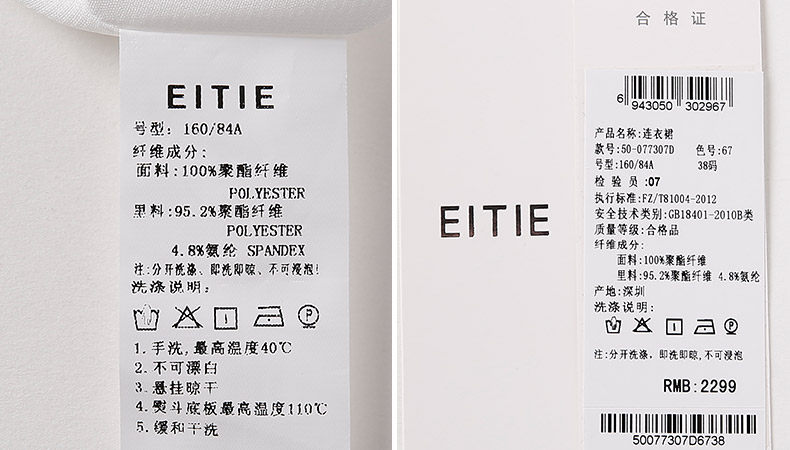 EITIE
号型: 160/84A
纤维成分:
面料:100%聚酯纤维
POLYESTER
里料:95.2%聚酯纤维
POLYESTER
4.8%氨纶 SPANDEX
注:分开洗涤、即洗即晾、不可浸泡!
洗涤说明:
1.手洗,最高温度40℃
2.不可漂白
3.悬挂晾干
4.熨斗底板最高温度110℃
5.缓和干洗
EITIE
合格证
6 943050 302967
产品名称:连衣裙
款号:50-077307D 色号:67
号型:160/84A 38码
检验员:07
执行标准:FZ/T81004-2012
安全技术类别:GB18401-2010B类
质量等级:合格品
纤维成分:
面料:100%聚酯纤维
里料:95.2%聚酯纤维 4.8%氨纶
产地:深圳
洗涤说明:
注:分开洗涤,即洗即晾,不可浸泡
RMB:2299
50077307D6738